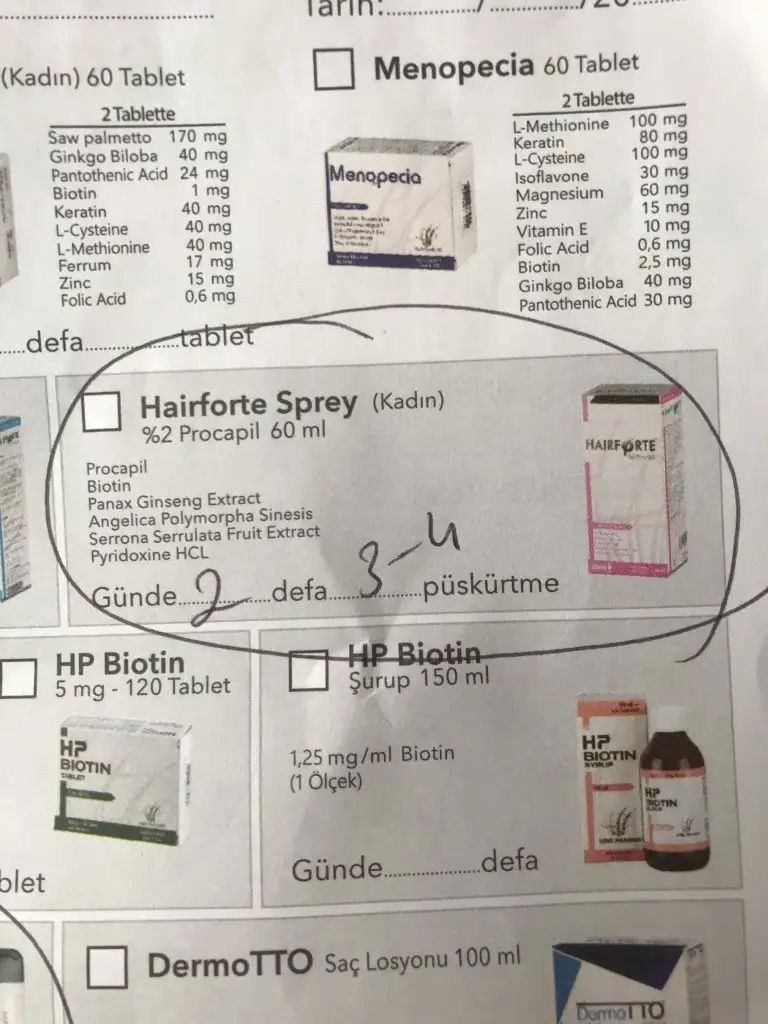 Tarih:............/............/20......
(Kadın) 60 Tablet
2 Tablette
Saw palmetto 170 mg
Ginkgo Biloba 40 mg
Pantothenic Acid 24 mg
Biotin 1 mg
Keratin 40 mg
L-Cysteine 40 mg
L-Methionine 40 mg
Ferrum 17 mg
Zinc 15 mg
Folic Acid 0,6 mg
....defa...............tablet
Menopecia 60 Tablet
Menopecia
2 Tablette
L-Methionine 100 mg
Keratin 80 mg
L-Cysteine 100 mg
Isoflavone 30 mg
Magnesium 60 mg
Zinc 15 mg
Vitamin E 10 mg
Folic Acid 0,6 mg
Biotin 2,5 mg
Ginkgo Biloba 40 mg
Pantothenic Acid 30 mg
Hairforte Sprey (Kadın)
%2 Procapil 60 ml
Procapil
Biotin
Panax Ginseng Extract
Angelica Polymorpha Sinesis
Serrona Serrulata Fruit Extract
Pyridoxine HCL
Günde....2....defa....3-4....püskürtme
HAIRFORTE
HP Biotin
5 mg - 120 Tablet
HP
BIOTIN
TABLET
blet
HP Biotin
Şurup 150 ml
1,25 mg/ml Biotin
(1 Ölçek)
Günde.................defa
HP
BIOTIN
SYRUP
HP
BIOTIN
DermoTTO Saç Losyonu 100 ml
DermoTTO